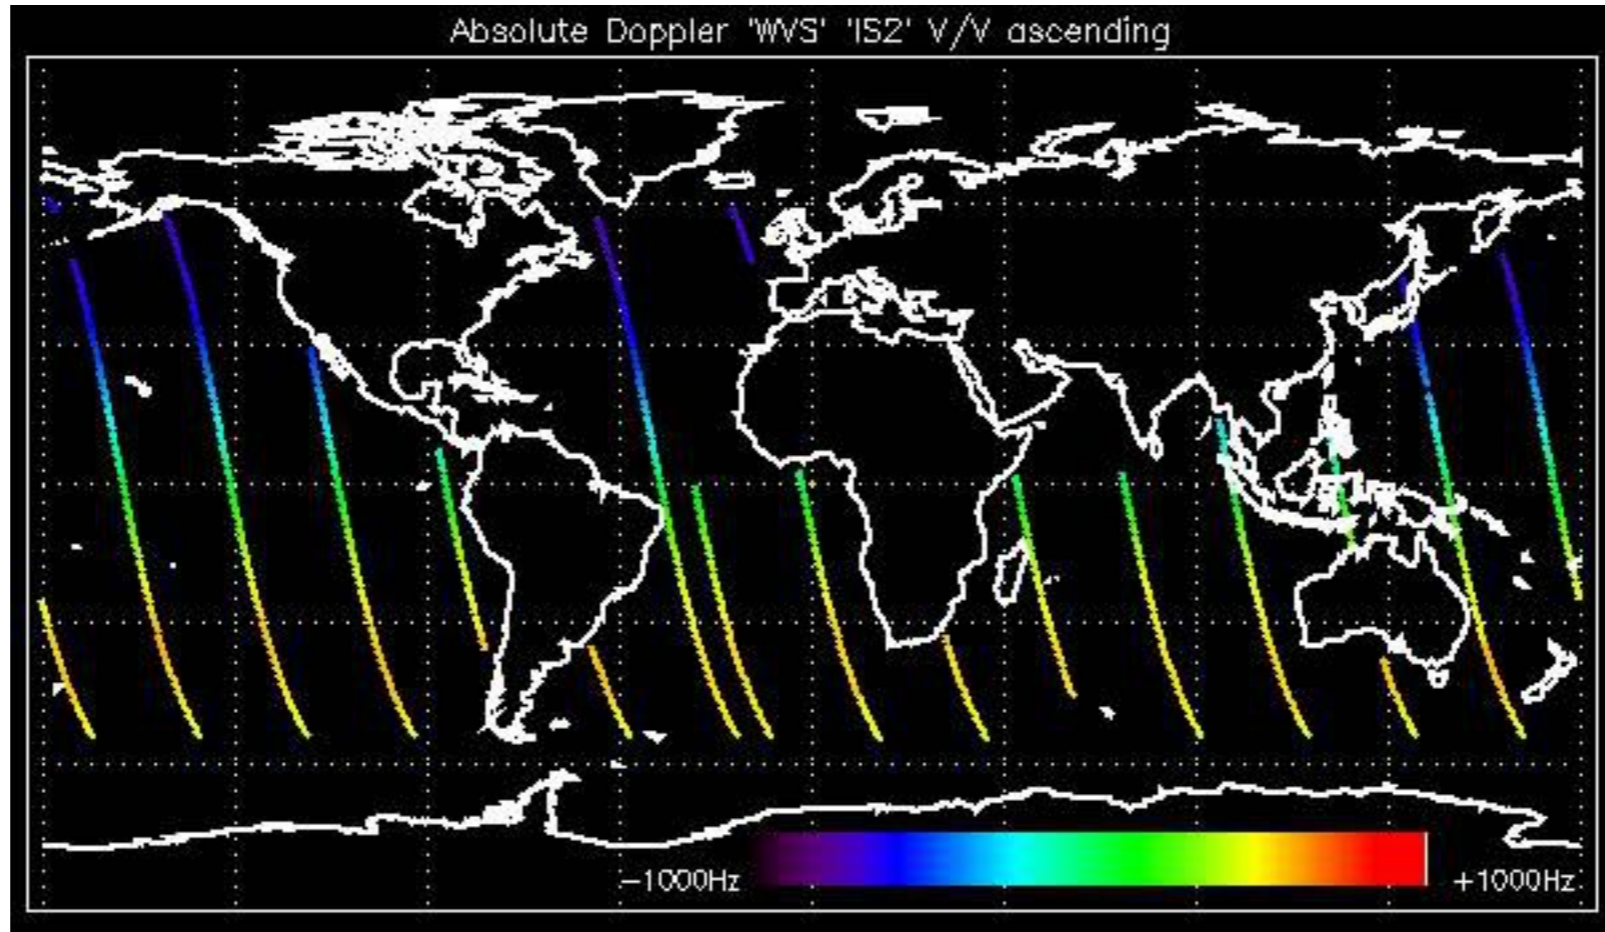 Absolute Doppler 'WVS' 'IS2' V/V ascending
−1000Hz +1000Hz